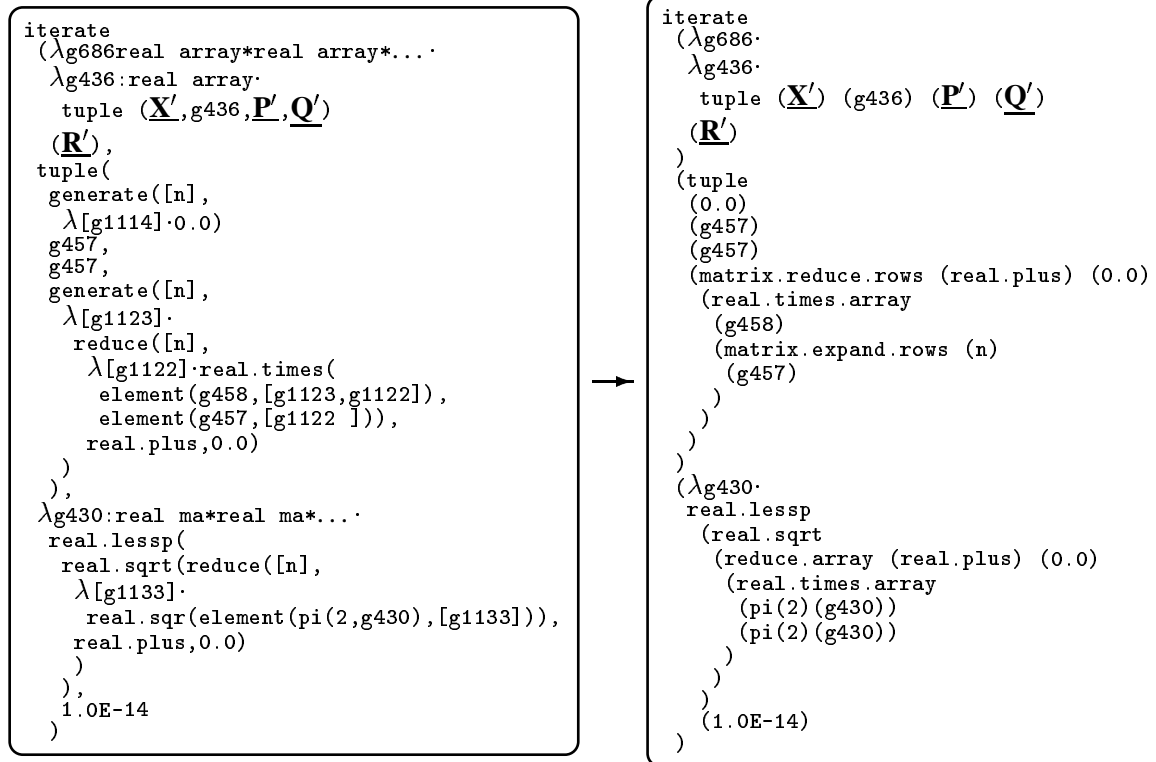 iterate
(λg686real array*real array*...·
λg436:real array·
tuple (X′,g436,P′,Q′)
(R′),
tuple(
generate([n],
λ[g1114]·0.0)
g457,
g457,
generate([n],
λ[g1123]·
reduce([n],
λ[g1122]·real.times(
element(g458,[g1123,g1122]),
element(g457,[g1122 ])),
real.plus,0.0)
)
),
λg430:real ma*real ma*...·
real.lessp(
real.sqrt(reduce([n],
λ[g1133]·
real.sqr(element(pi(2,g430),[g1133])),
real.plus,0.0)
)
),
1.0E-14
)
iterate
(λg686·
λg436·
tuple (X′) (g436) (P′) (Q′)
(R′)
)
(tuple
(0.0)
(g457)
(g457)
(matrix.reduce.rows (real.plus) (0.0)
(real.times.array
(g458)
(matrix.expand.rows (n)
(g457)
)
)
)
)
(λg430·
real.lessp
(real.sqrt
(reduce.array (real.plus) (0.0)
(real.times.array
(pi(2)(g430))
(pi(2)(g430))
)
)
)
(1.0E-14)
)